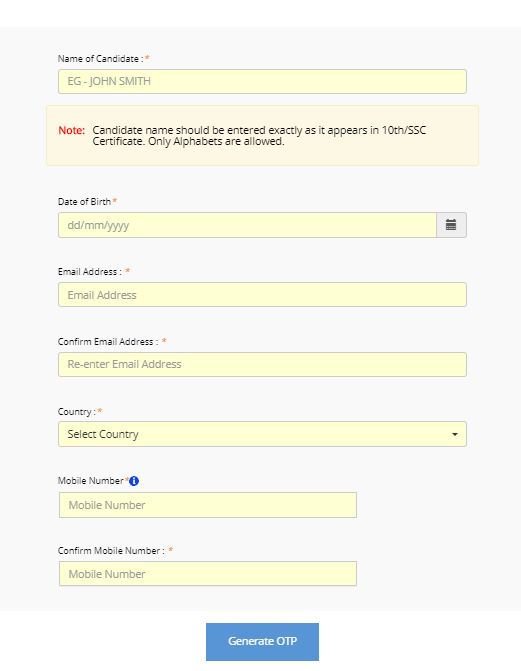 Name of Candidate : *
EG - JOHN SMITH
Note: Candidate name should be entered exactly as it appears in 10th/SSC
Certificate. Only Alphabets are allowed.
Date of Birth *
dd/mm/yyyy
Email Address : *
Email Address
Confirm Email Address : *
Re-enter Email Address
Country : *
Select Country
Mobile Number *
Mobile Number
Confirm Mobile Number : *
Mobile Number
Generate OTP